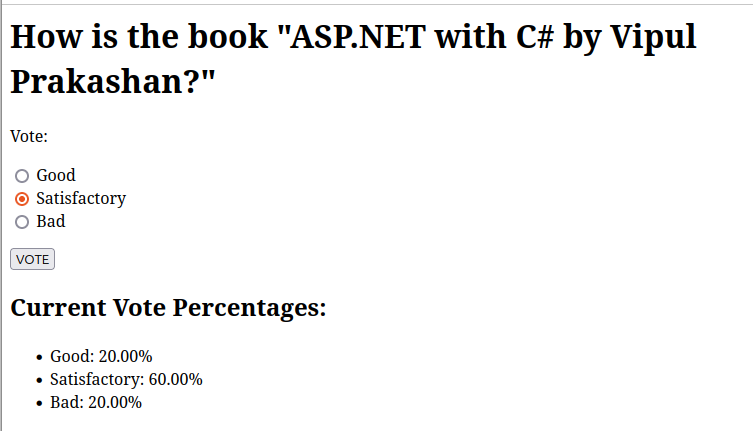 How is the book "ASP.NET with C# by Vipul
Prakashan?"
Vote:
Good
Satisfactory
Bad
VOTE
Current Vote Percentages:
• Good: 20.00%
• Satisfactory: 60.00%
• Bad: 20.00%